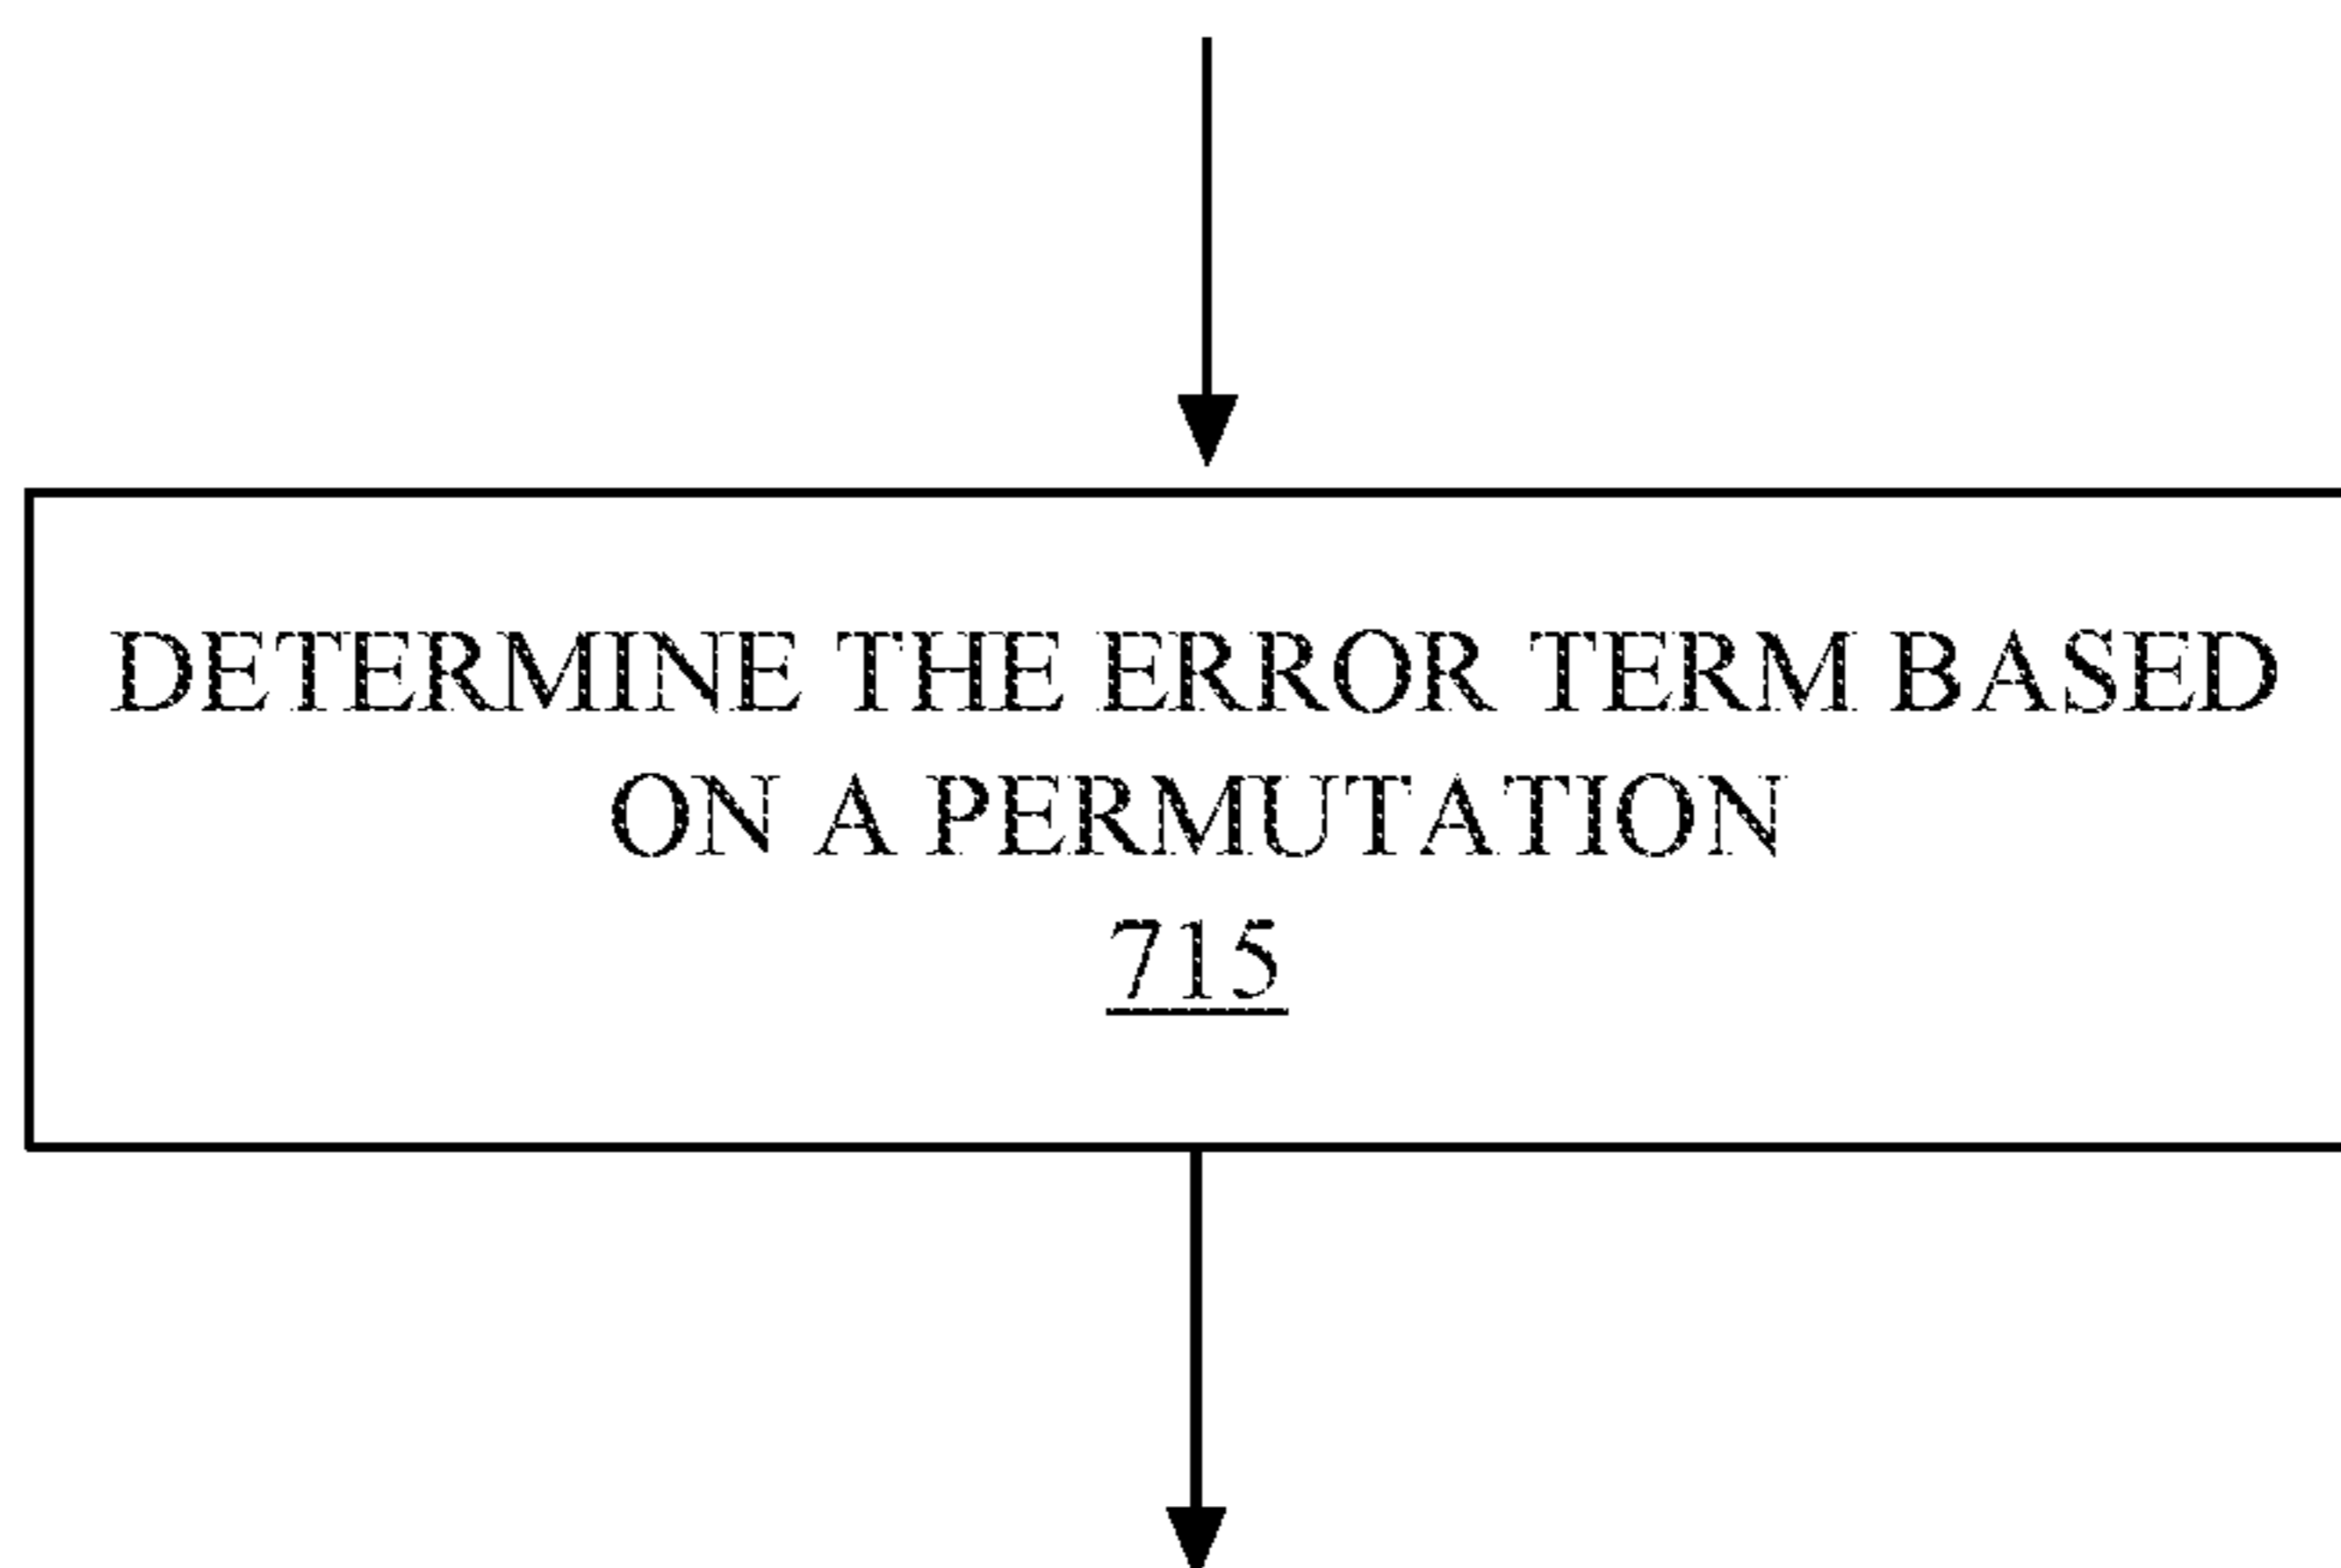 DETERMINE THE ERROR TERM BASED
ON A PERMUTATION
715